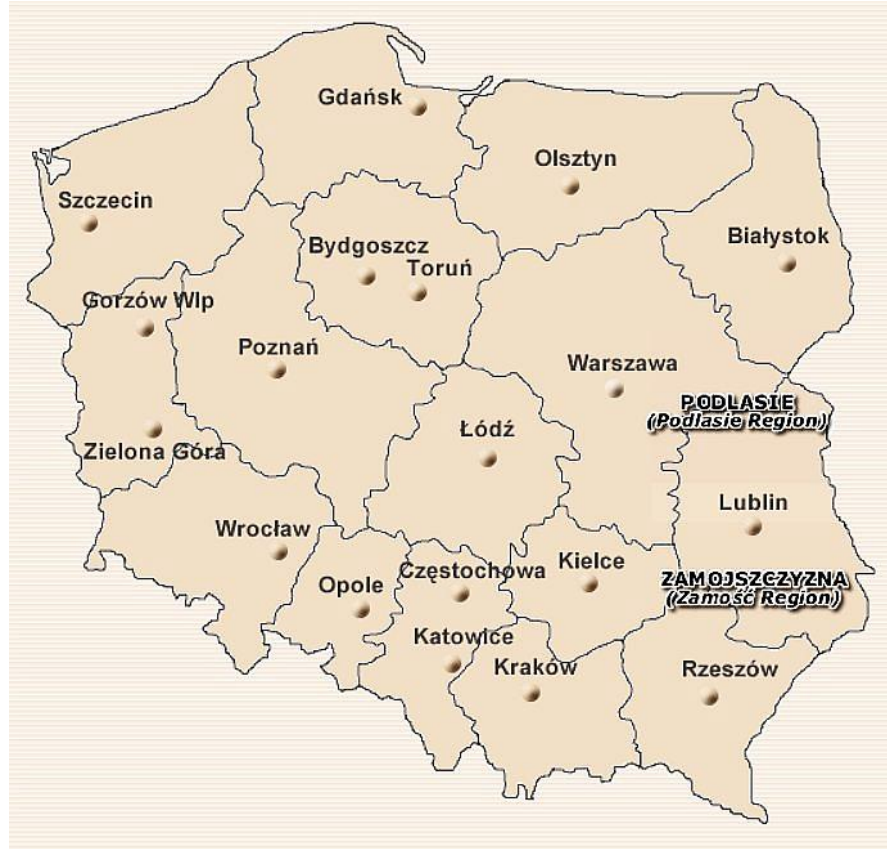 Gdańsk
Olsztyn
Szczecin
Białystok
Bydgoszcz
Toruń
Gorzów Wlp
Poznań
Warszawa
PODLASIE
(Podlasie Region)
Łódź
Zielona Góra
Lublin
Wrocław
Kielce
Częstochowa
ZAMOJSZCZYZNA
(Zamość Region)
Opole
Katowice
Kraków
Rzeszów